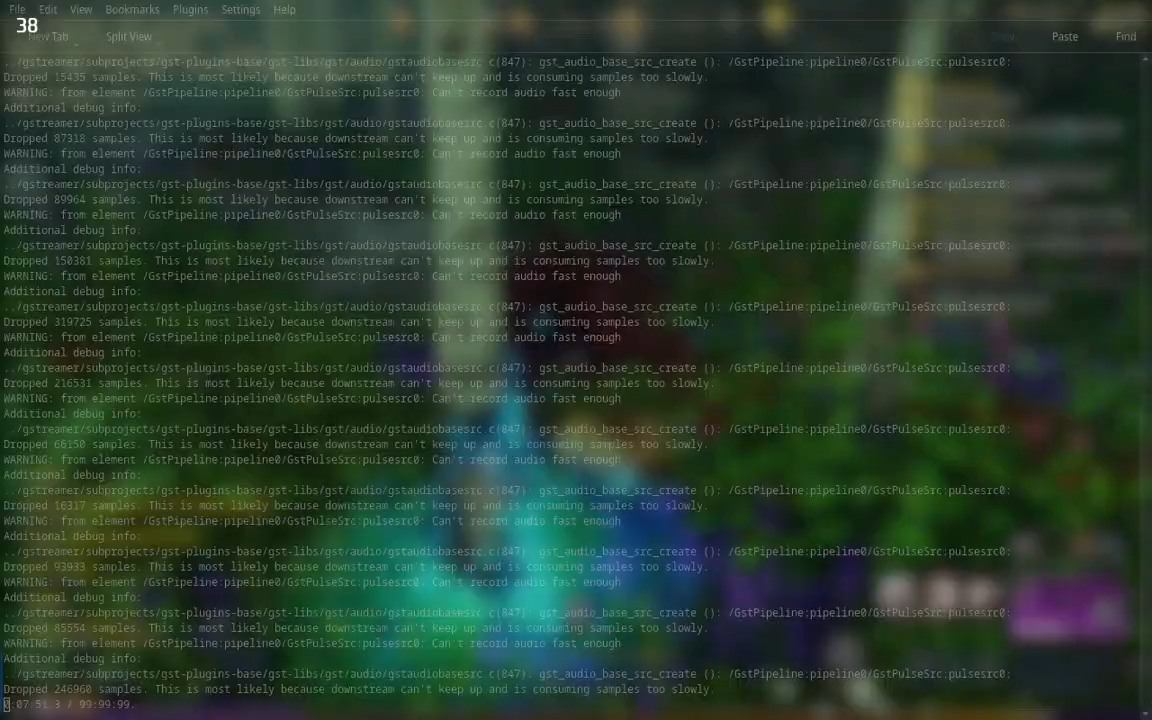 File Edit View Bookmarks Plugins Settings Help
38
New Tab Split View Paste Find
../gstreamer/subprojects/gst-plugins-base/gst-libs/gst/audio/gstaudiobasesrc.c(847): gst_audio_base_src_create (): /GstPipeline:pipeline0/GstPulseSrc:pulsesrc0:
Dropped 15435 samples. This is most likely because downstream can't keep up and is consuming samples too slowly.
WARNING: from element /GstPipeline:pipeline0/GstPulseSrc:pulsesrc0: Can't record audio fast enough
Additional debug info:
../gstreamer/subprojects/gst-plugins-base/gst-libs/gst/audio/gstaudiobasesrc.c(847): gst_audio_base_src_create (): /GstPipeline:pipeline0/GstPulseSrc:pulsesrc0:
Dropped 87318 samples. This is most likely because downstream can't keep up and is consuming samples too slowly.
WARNING: from element /GstPipeline:pipeline0/GstPulseSrc:pulsesrc0: Can't record audio fast enough
Additional debug info:
../gstreamer/subprojects/gst-plugins-base/gst-libs/gst/audio/gstaudiobasesrc.c(847): gst_audio_base_src_create (): /GstPipeline:pipeline0/GstPulseSrc:pulsesrc0:
Dropped 89964 samples. This is most likely because downstream can't keep up and is consuming samples too slowly.
WARNING: from element /GstPipeline:pipeline0/GstPulseSrc:pulsesrc0: Can't record audio fast enough
Additional debug info:
../gstreamer/subprojects/gst-plugins-base/gst-libs/gst/audio/gstaudiobasesrc.c(847): gst_audio_base_src_create (): /GstPipeline:pipeline0/GstPulseSrc:pulsesrc0:
Dropped 150381 samples. This is most likely because downstream can't keep up and is consuming samples too slowly.
WARNING: from element /GstPipeline:pipeline0/GstPulseSrc:pulsesrc0: Can't record audio fast enough
Additional debug info:
../gstreamer/subprojects/gst-plugins-base/gst-libs/gst/audio/gstaudiobasesrc.c(847): gst_audio_base_src_create (): /GstPipeline:pipeline0/GstPulseSrc:pulsesrc0:
Dropped 319725 samples. This is most likely because downstream can't keep up and is consuming samples too slowly.
WARNING: from element /GstPipeline:pipeline0/GstPulseSrc:pulsesrc0: Can't record audio fast enough
Additional debug info:
../gstreamer/subprojects/gst-plugins-base/gst-libs/gst/audio/gstaudiobasesrc.c(847): gst_audio_base_src_create (): /GstPipeline:pipeline0/GstPulseSrc:pulsesrc0:
Dropped 216531 samples. This is most likely because downstream can't keep up and is consuming samples too slowly.
WARNING: from element /GstPipeline:pipeline0/GstPulseSrc:pulsesrc0: Can't record audio fast enough
Additional debug info:
../gstreamer/subprojects/gst-plugins-base/gst-libs/gst/audio/gstaudiobasesrc.c(847): gst_audio_base_src_create (): /GstPipeline:pipeline0/GstPulseSrc:pulsesrc0:
Dropped 66150 samples. This is most likely because downstream can't keep up and is consuming samples too slowly.
WARNING: from element /GstPipeline:pipeline0/GstPulseSrc:pulsesrc0: Can't record audio fast enough
Additional debug info:
../gstreamer/subprojects/gst-plugins-base/gst-libs/gst/audio/gstaudiobasesrc.c(847): gst_audio_base_src_create (): /GstPipeline:pipeline0/GstPulseSrc:pulsesrc0:
Dropped 16317 samples. This is most likely because downstream can't keep up and is consuming samples too slowly.
WARNING: from element /GstPipeline:pipeline0/GstPulseSrc:pulsesrc0: Can't record audio fast enough
Additional debug info:
../gstreamer/subprojects/gst-plugins-base/gst-libs/gst/audio/gstaudiobasesrc.c(847): gst_audio_base_src_create (): /GstPipeline:pipeline0/GstPulseSrc:pulsesrc0:
Dropped 93933 samples. This is most likely because downstream can't keep up and is consuming samples too slowly.
WARNING: from element /GstPipeline:pipeline0/GstPulseSrc:pulsesrc0: Can't record audio fast enough
Additional debug info:
../gstreamer/subprojects/gst-plugins-base/gst-libs/gst/audio/gstaudiobasesrc.c(847): gst_audio_base_src_create (): /GstPipeline:pipeline0/GstPulseSrc:pulsesrc0:
Dropped 85554 samples. This is most likely because downstream can't keep up and is consuming samples too slowly.
WARNING: from element /GstPipeline:pipeline0/GstPulseSrc:pulsesrc0: Can't record audio fast enough
Additional debug info:
../gstreamer/subprojects/gst-plugins-base/gst-libs/gst/audio/gstaudiobasesrc.c(847): gst_audio_base_src_create (): /GstPipeline:pipeline0/GstPulseSrc:pulsesrc0:
Dropped 246960 samples. This is most likely because downstream can't keep up and is consuming samples too slowly.
0:07:51.3 / 99:99:99.